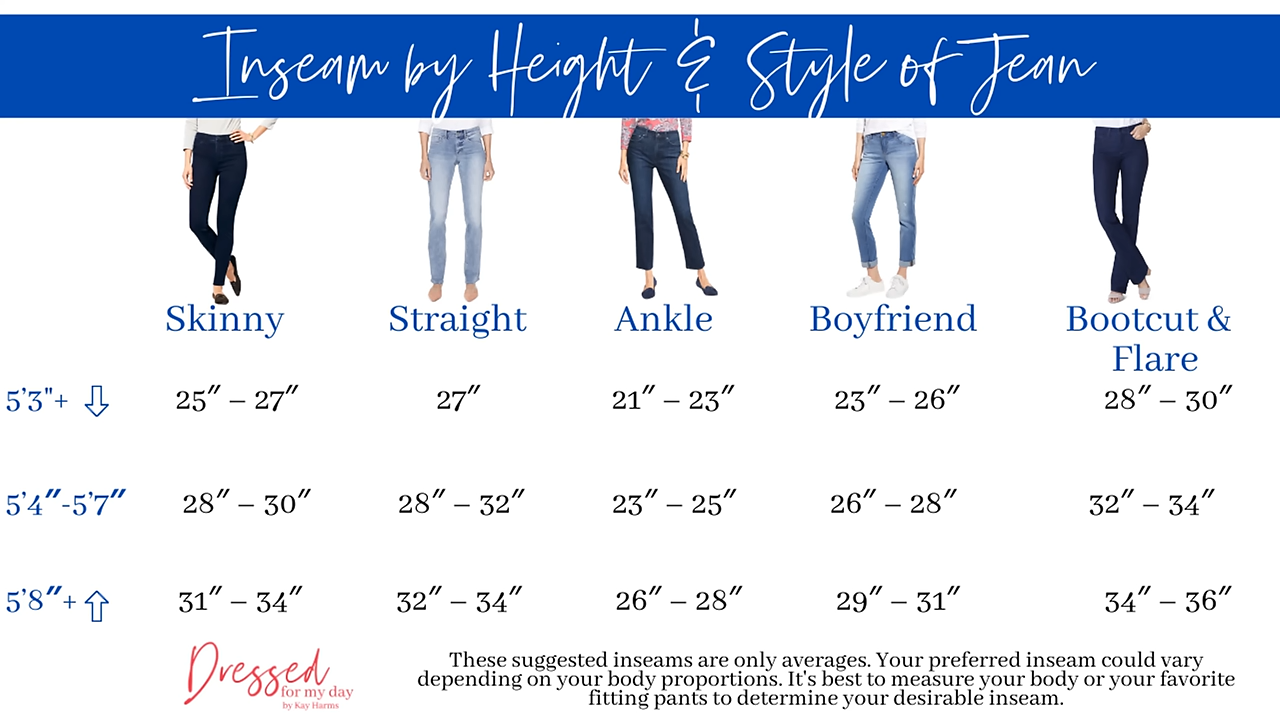 Inseam by Height & Style of Jean
Skinny Straight Ankle Boyfriend Bootcut &
Flare
5’3"+ 25″ – 27″ 27″ 21″ – 23″ 23″ – 26″ 28″ – 30″
5’4″-5’7″ 28″ – 30″ 28″ – 32″ 23″ – 25″ 26″ – 28″ 32″ – 34″
5’8″+ 31″ – 34″ 32″ – 34″ 26″ – 28″ 29″ – 31″ 34″ – 36″
Dressed
for my day
by Kay Harms
These suggested inseams are only averages. Your preferred inseam could vary
depending on your body proportions. It's best to measure your body or your favorite
fitting pants to determine your desirable inseam.